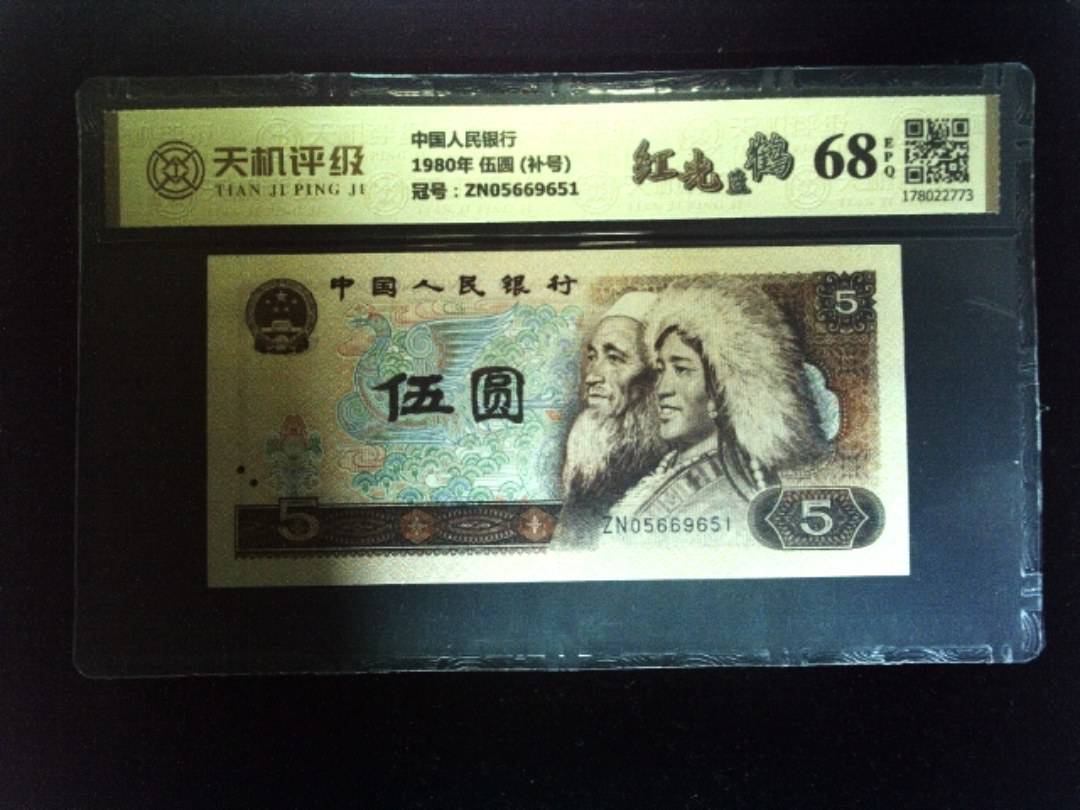 天机评级
TIAN JI PING JI
中国人民银行
1980年 伍圆 (补号)
冠号：ZN05669651
红光蓝鹤
68
EPQ
178022773
中国人民银行
5
伍圆
5
ZN05669651
5